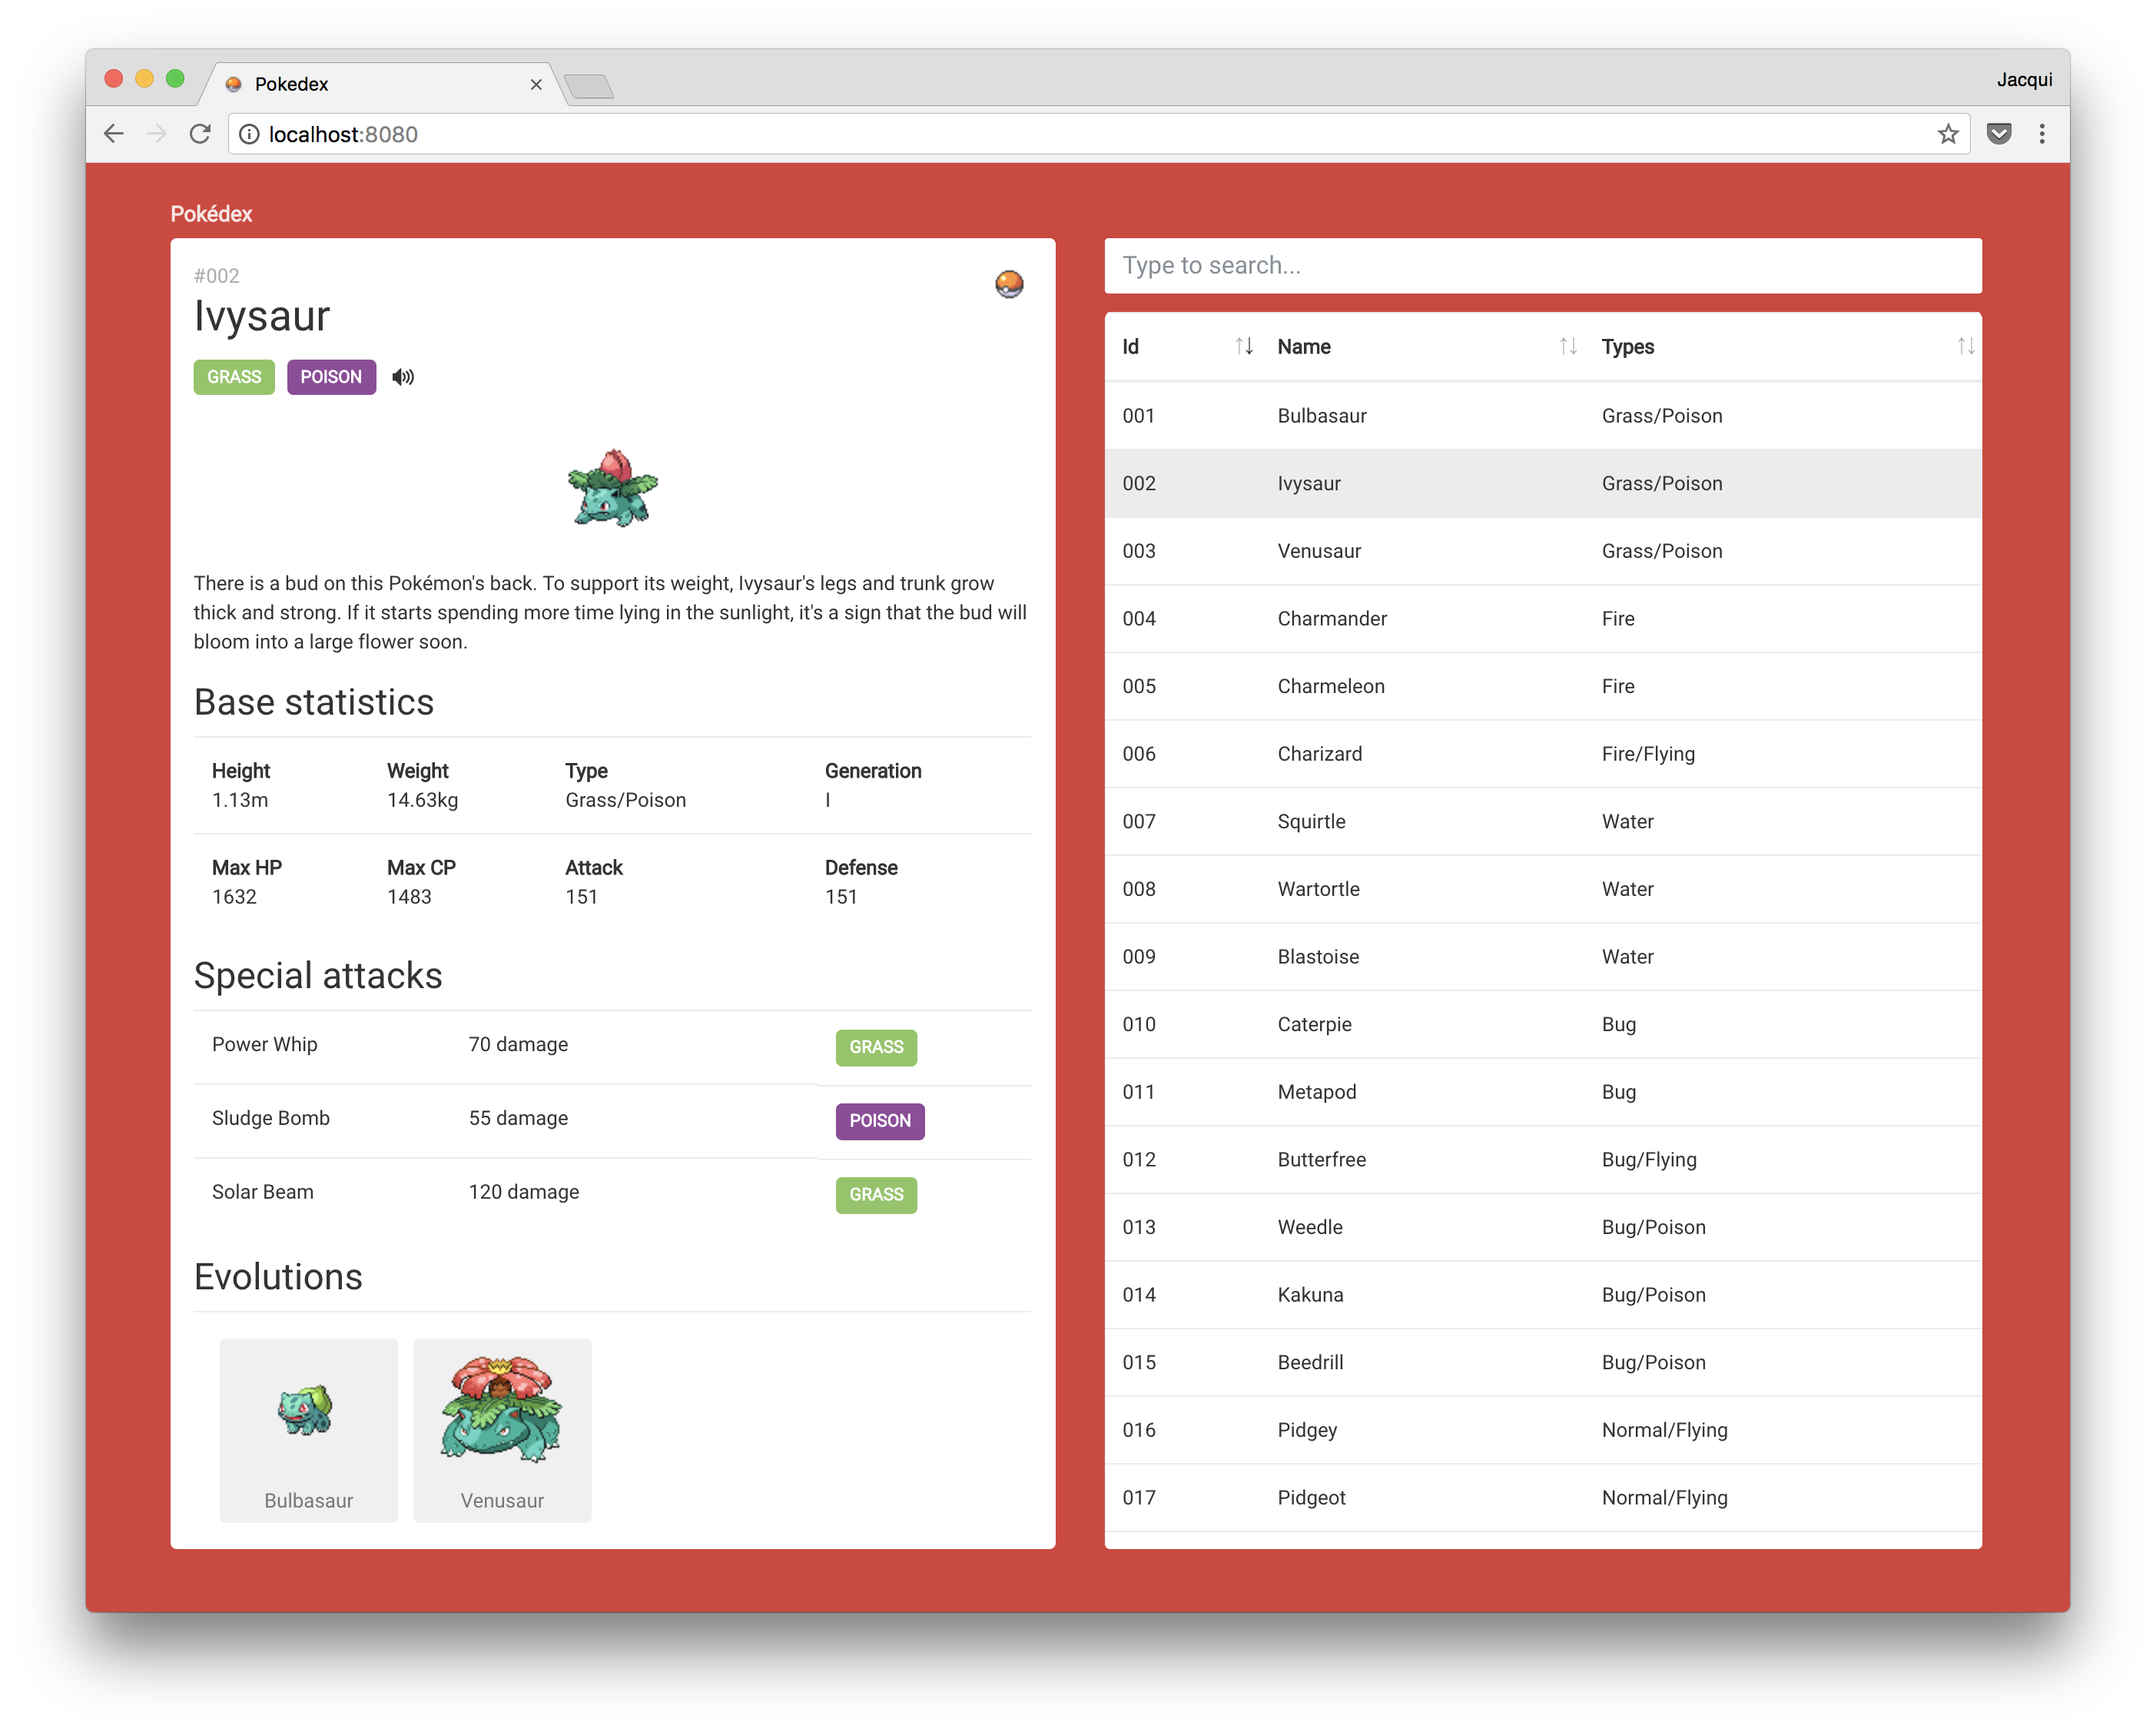 Pokedex
Jacqui
localhost:8080
Pokédex
#002
Ivysaur
GRASS POISON
There is a bud on this Pokémon's back. To support its weight, Ivysaur's legs and trunk grow
thick and strong. If it starts spending more time lying in the sunlight, it's a sign that the bud will
bloom into a large flower soon.
Base statistics
Height Weight Type Generation
1.13m 14.63kg Grass/Poison I
Max HP Max CP Attack Defense
1632 1483 151 151
Special attacks
Power Whip 70 damage GRASS
Sludge Bomb 55 damage POISON
Solar Beam 120 damage GRASS
Evolutions
Bulbasaur Venusaur
Type to search...
Id Name Types
001 Bulbasaur Grass/Poison
002 Ivysaur Grass/Poison
003 Venusaur Grass/Poison
004 Charmander Fire
005 Charmeleon Fire
006 Charizard Fire/Flying
007 Squirtle Water
008 Wartortle Water
009 Blastoise Water
010 Caterpie Bug
011 Metapod Bug
012 Butterfree Bug/Flying
013 Weedle Bug/Poison
014 Kakuna Bug/Poison
015 Beedrill Bug/Poison
016 Pidgey Normal/Flying
017 Pidgeot Normal/Flying